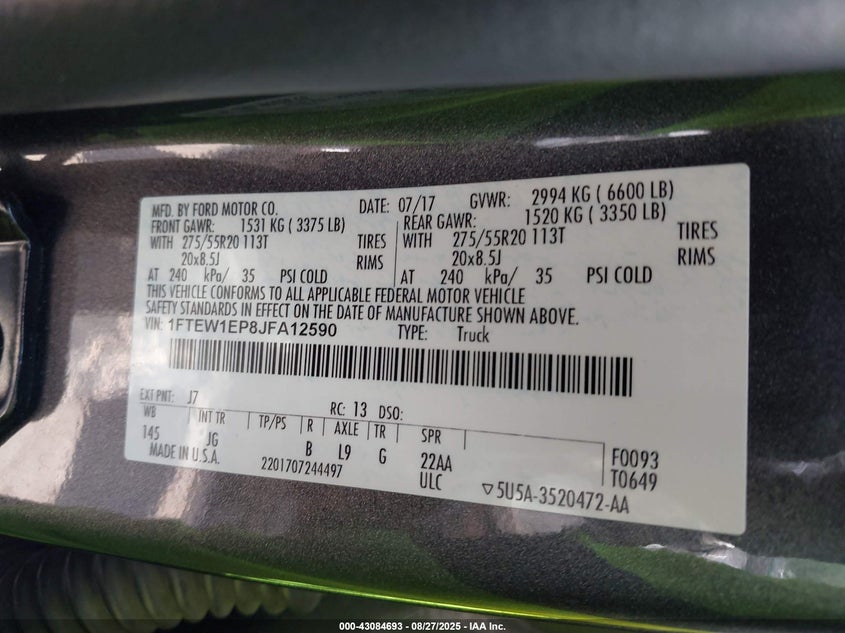 MFD. BY FORD MOTOR CO. DATE: 07/17 GVWR: 2994 KG ( 6600 LB)
FRONT GAWR: 1531 KG ( 3375 LB) REAR GAWR: 1520 KG ( 3350 LB)
WITH 275/55R20 113T TIRES WITH 275/55R20 113T TIRES
20x8.5J RIMS 20x8.5J RIMS
AT 240 kPa/ 35 PSI COLD AT 240 kPa/ 35 PSI COLD
THIS VEHICLE CONFORMS TO ALL APPLICABLE FEDERAL MOTOR VEHICLE
SAFETY STANDARDS IN EFFECT ON THE DATE OF MANUFACTURE SHOWN ABOVE.
VIN: 1FTEW1EP8JFA12590 TYPE: Truck
EXT PNT: J7 RC: 13 DSO:
WB INT TR TP/PS R AXLE TR SPR
145 JG B L9 G 22AA F0093
MADE IN U.S.A. 2201707244497 ULC T0649
▽5U5A-3520472-AA
000-43084693 - 08/27/2025 - IAA Inc.